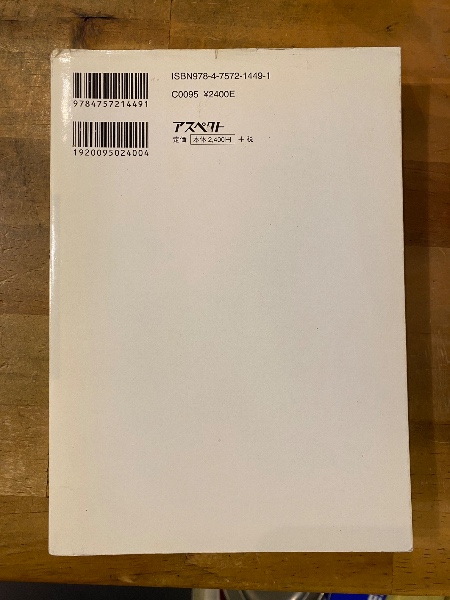 ISBN978-4-7572-1449-1
9784757214491
C0095 ¥2400E
アスペクト
定価 本体2,400円 +税
1920095024004